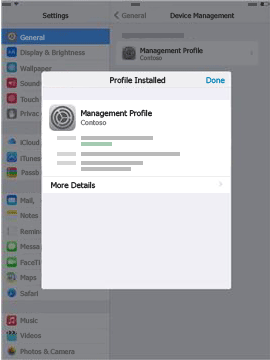 Settings
General
Device Management
General
Display & Brightness
Wallpaper
Management Profile
Contoso
Sound
Touch
Privac
Profile Installed
Done
Management Profile
Contoso
More Details
iCloud
iTunes
Passb
Mail,
Notes
Remin
Messa
FaceTI
Maps
Safari
Music
Videos
Photos & Camera